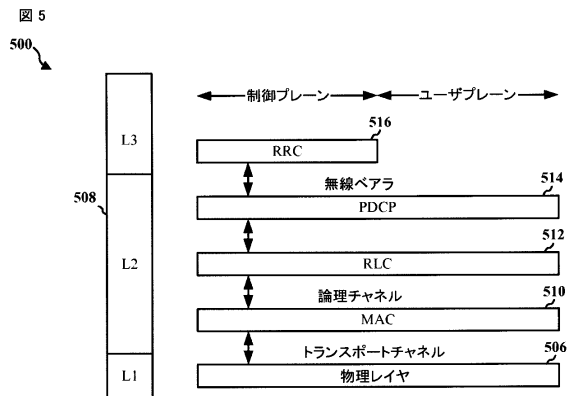 図 5
500
制御プレーン
ユーザプレーン
516
L3
RRC
無線ベアラ
514
PDCP
508
512
L2
RLC
論理チャネル
510
MAC
トランスポートチャネル
506
L1
物理レイヤ